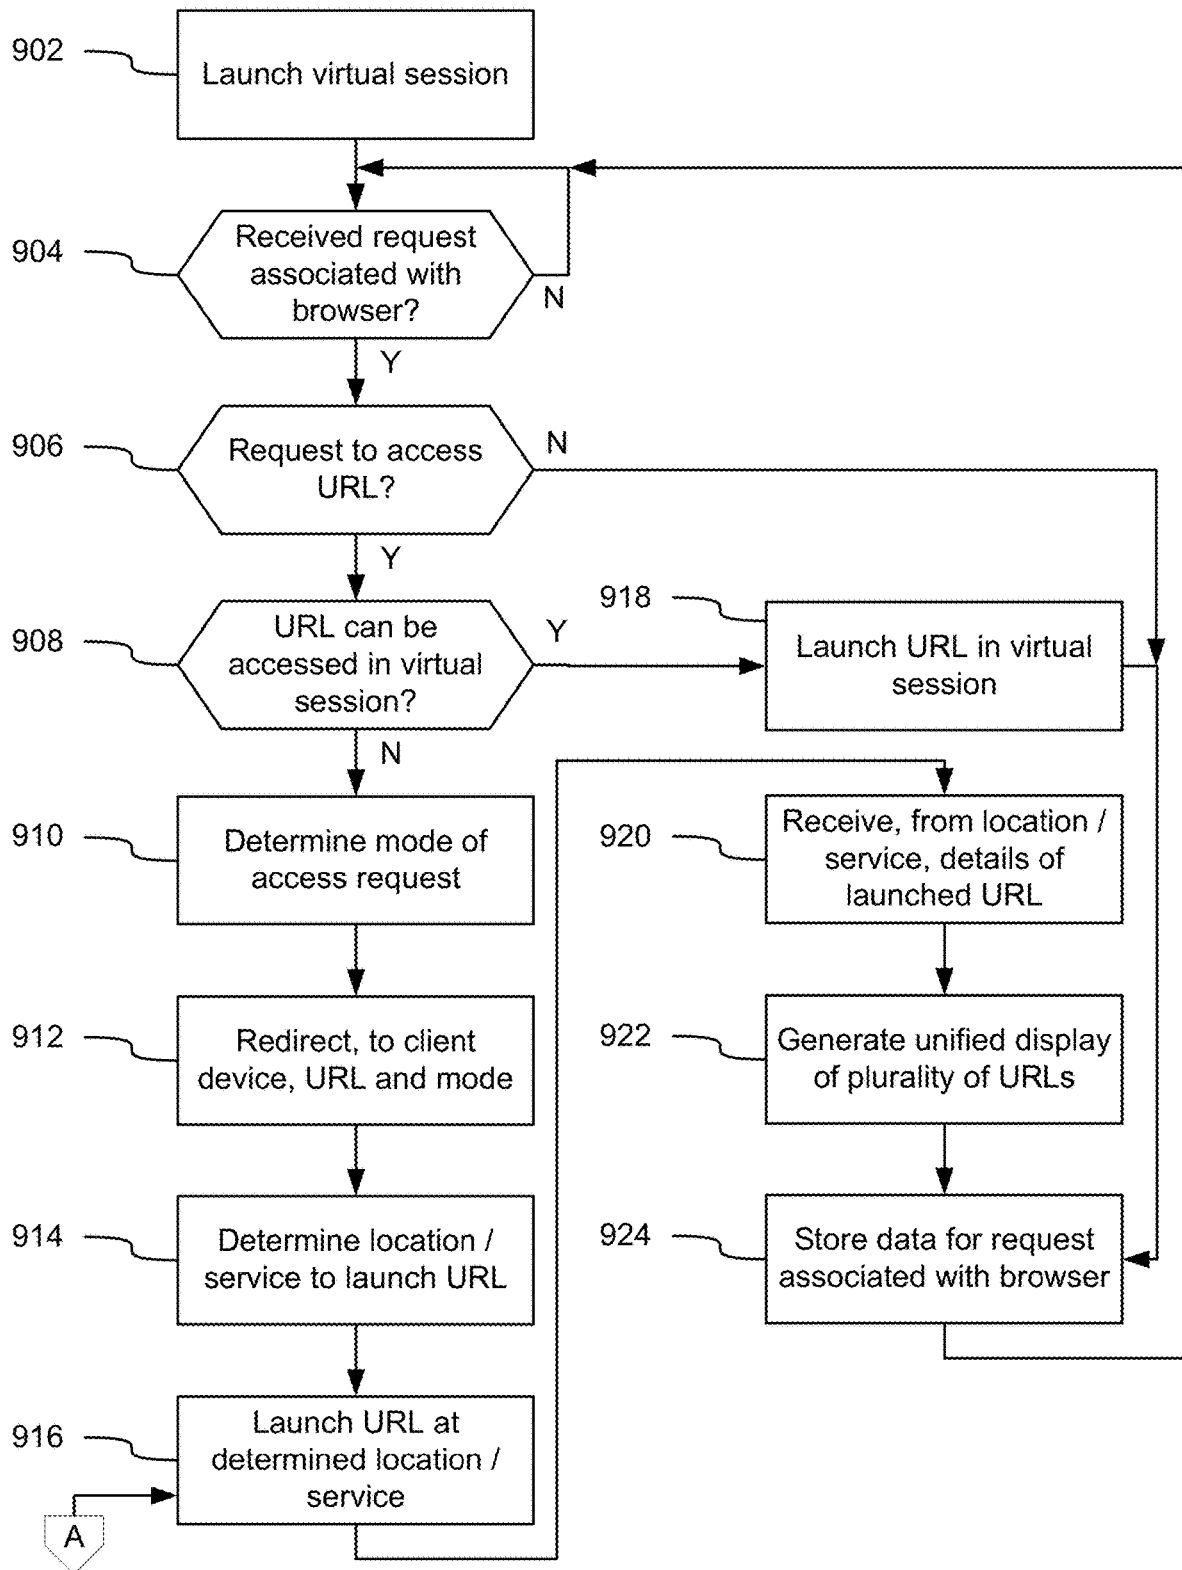 902
Launch virtual session
904
Received request
associated with
browser?
N
Y
906
Request to access
URL?
N
Y
908
URL can be
accessed in virtual
session?
Y
N
918
Launch URL in virtual
session
910
Determine mode of
access request
920
Receive, from location /
service, details of
launched URL
912
Redirect, to client
device, URL and mode
922
Generate unified display
of plurality of URLs
914
Determine location /
service to launch URL
924
Store data for request
associated with browser
916
Launch URL at
determined location /
service
A